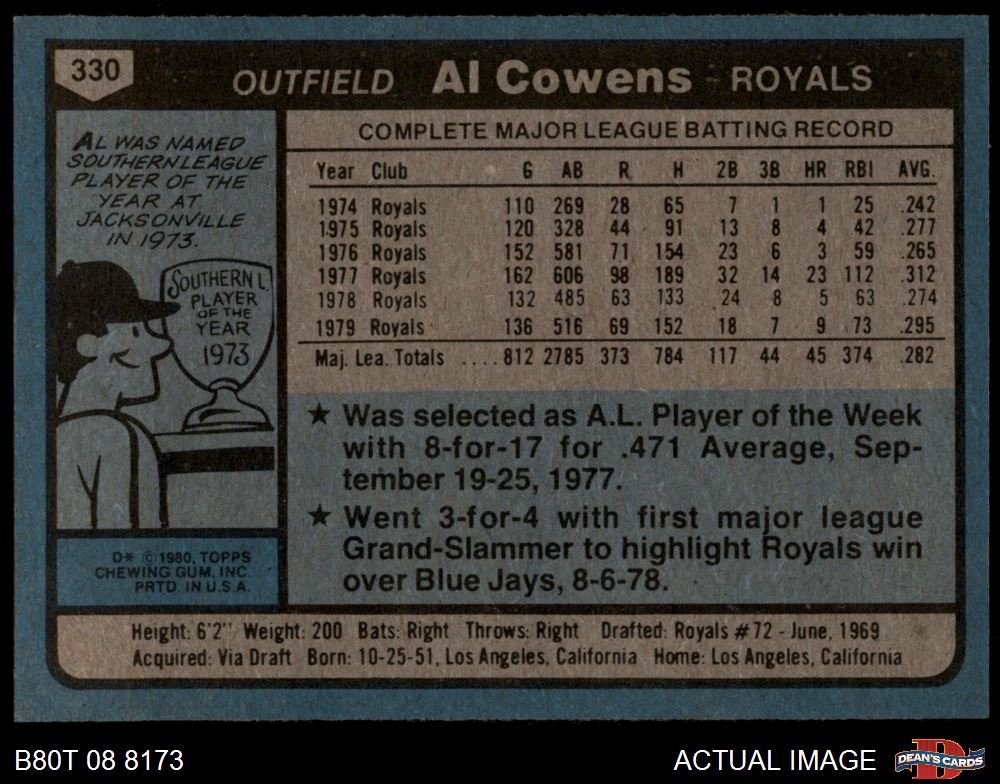 330
OUTFIELD Al Cowens - ROYALS
AL WAS NAMED
SOUTHERN LEAGUE
PLAYER OF THE
YEAR AT
JACKSONVILLE
IN 1973.
SOUTHERN L.
PLAYER
OF THE
YEAR
1973
D* © 1980, TOPPS
CHEWING GUM, INC.
PRTD. IN U.S.A.
COMPLETE MAJOR LEAGUE BATTING RECORD
Year Club G AB R H 2B 3B HR RBI AVG.
1974 Royals 110 269 28 65 7 1 1 25 .242
1975 Royals 120 328 44 91 13 8 4 42 .277
1976 Royals 152 581 71 154 23 6 3 59 .265
1977 Royals 162 606 98 189 32 14 23 112 .312
1978 Royals 132 485 63 133 24 8 5 63 .274
1979 Royals 136 516 69 152 18 7 9 73 .295
Maj. Lea. Totals ....812 2785 373 784 117 44 45 374 .282
★ Was selected as A.L. Player of the Week
with 8-for-17 for .471 Average, Sep-
tember 19-25, 1977.
★ Went 3-for-4 with first major league
Grand-Slammer to highlight Royals win
over Blue Jays, 8-6-78.
Height: 6'2" Weight: 200 Bats: Right Throws: Right Drafted: Royals #72 - June, 1969
Acquired: Via Draft Born: 10-25-51, Los Angeles, California Home: Los Angeles, California
B80T 08 8173 ACTUAL IMAGE
D
DEAN'S CARDS